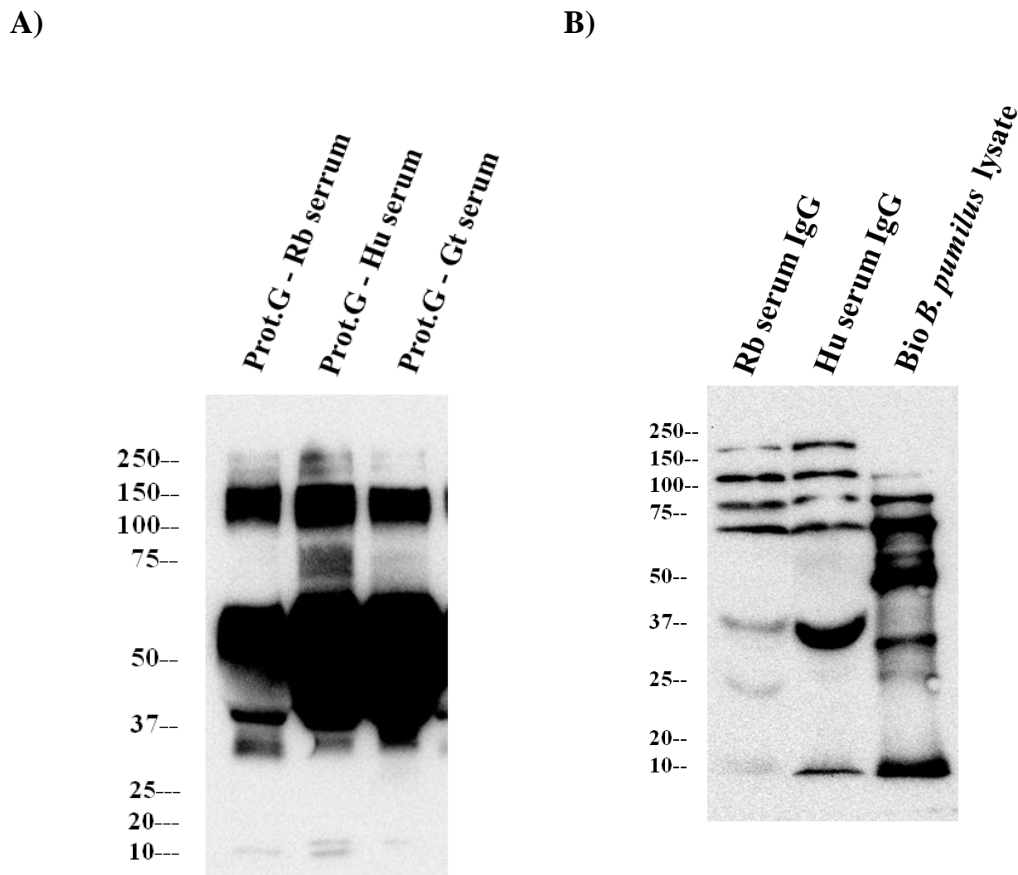 A)
B)
Prot.G - Rb serrum
Prot.G - Hu serum
Prot.G - Gt serum
250--
150--
100--
75---
50--
37---
25---
20---
10---
Rb serum IgG
Hu serum IgG
Bio B. pumilus lysate
250--
150--
100--
75--
50--
37--
25--
20--
10--